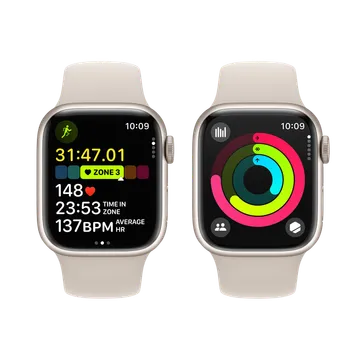 10:09
31:47.01
ZONE 3
148
23:53 TIME IN ZONE
137BPM AVERAGE HR
10:09